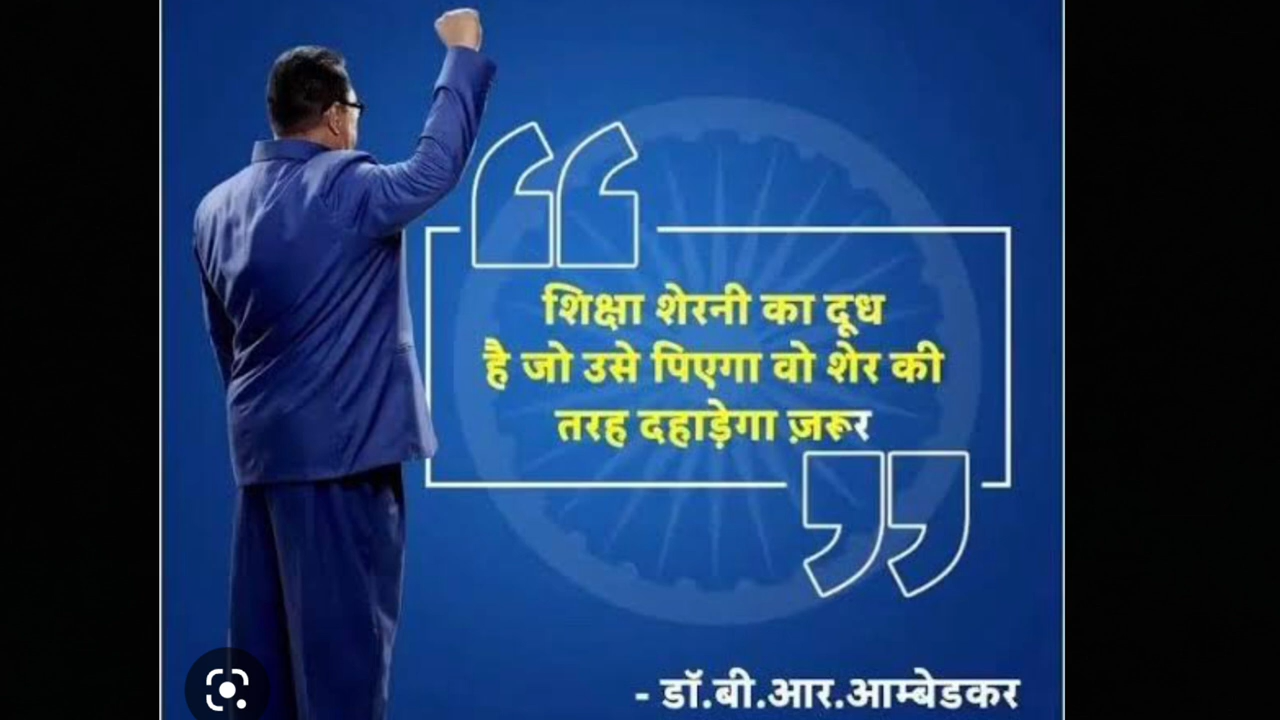 शिक्षा शेरनी का दूध
है जो उसे पिएगा वो शेर की
तरह दहाड़ेगा ज़रूर
- डॉ.बी.आर.आम्बेडकर